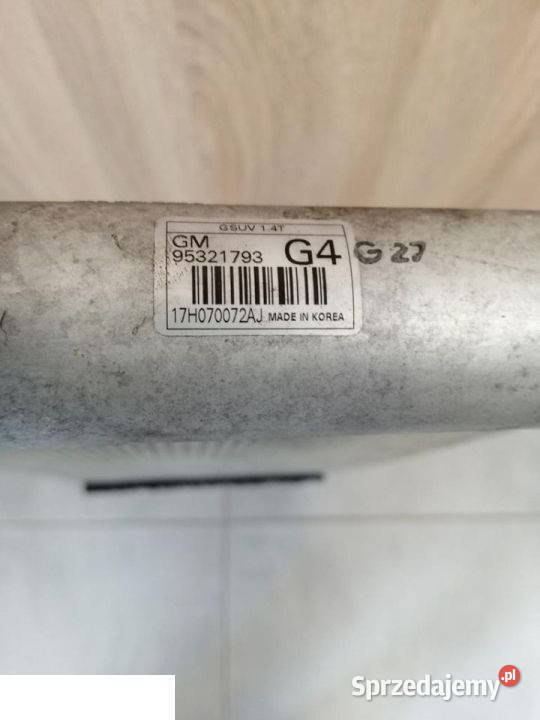 GSUV 1.4T
GM
95321793 G4 G 27
17H070072AJ MADE IN KOREA
Sprzedajemy.pl